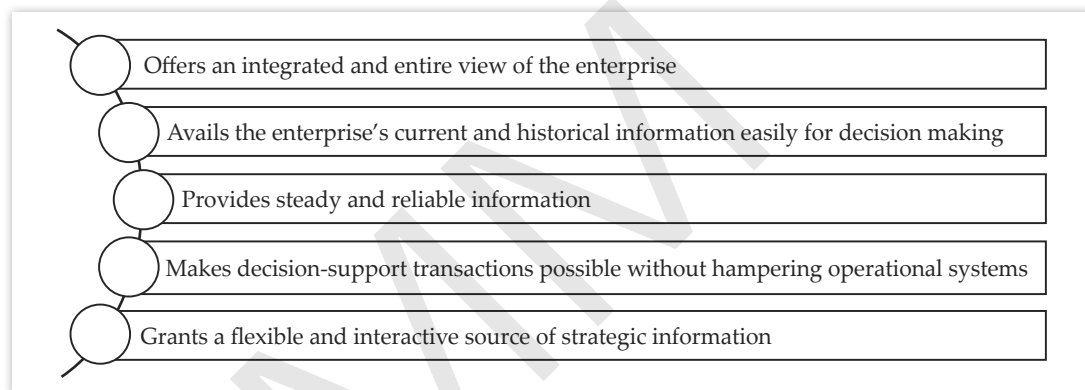 Offers an integrated and entire view of the enterprise
Avails the enterprise's current and historical information easily for decision making
Provides steady and reliable information
Makes decision-support transactions possible without hampering operational systems
Grants a flexible and interactive source of strategic information